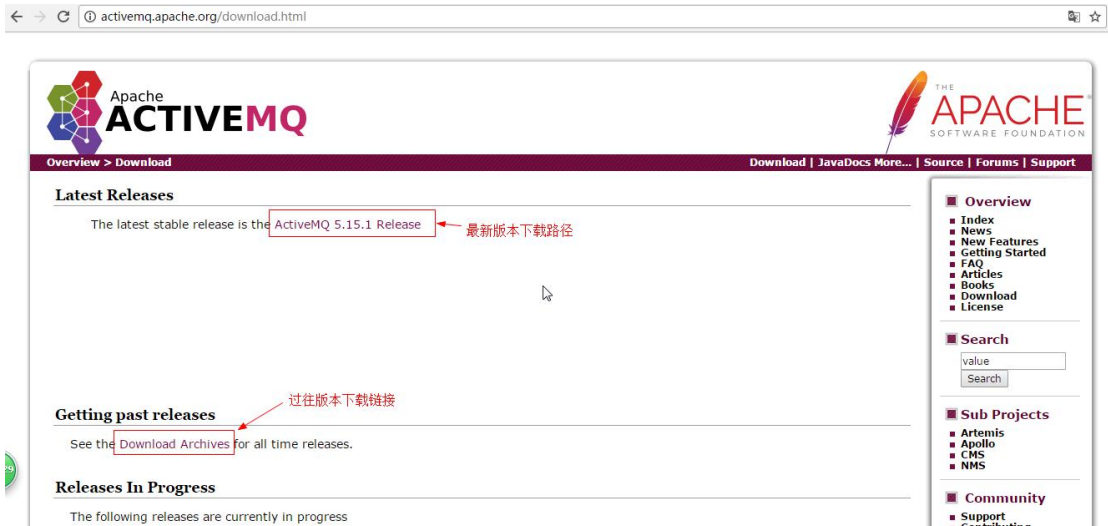 activemq.apache.org/download.html
Apache
ACTIVEMQ
THE
APACHE
SOFTWARE FOUNDATION
Overview > Download
Download | JavaDocs More... | Source | Forums | Support
Latest Releases
The latest stable release is the ActiveMQ 5.15.1 Release
最新版本下载路径
过往版本下载链接
Getting past releases
See the Download Archives for all time releases.
Releases In Progress
The following releases are currently in progress
Overview
Index
News
New Features
Getting Started
FAQ
Articles
Books
Download
License
Search
value
Search
Sub Projects
Artemis
Apollo
CMS
NMS
Community
Support
Contributing